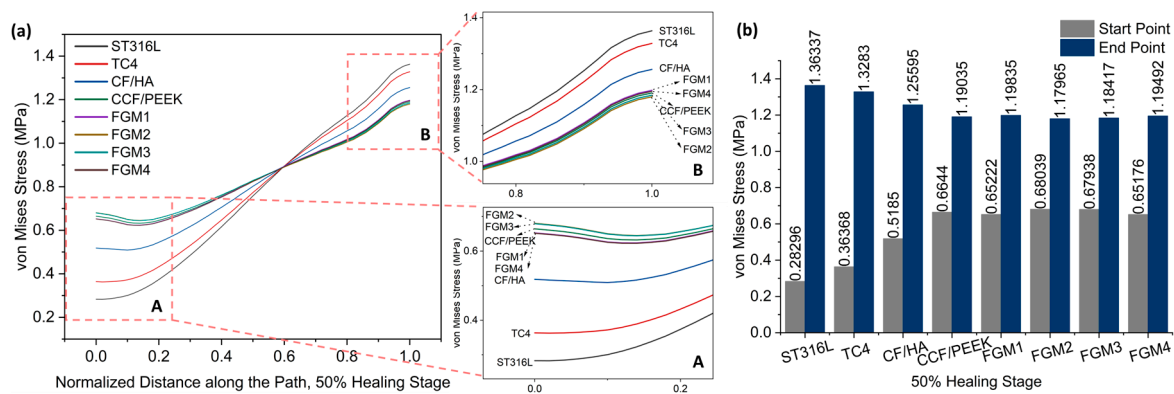 (a)
von Mises Stress (MPa)
1.4
1.2
1.0
0.8
0.6
0.4
0.2
0.0
0.2
0.4
0.6
0.8
1.0
ST316L
TC4
CF/HA
CCF/PEEK
FGM1
FGM2
FGM3
FGM4
A
B
Normalized Distance along the Path, 50% Healing Stage
von Mises Stress (MPa)
1.4
1.2
1.0
0.8
1.0
ST316L
TC4
CF/HA
FGM1
FGM4
CCF/PEEK
FGM3
FGM2
B
von Mises Stress (MPa)
0.6
0.4
0.0
0.2
FGM2
FGM3
CCF/PEEK
FGM1
FGM4
CF/HA
TC4
ST316L
A
(b)
Start Point
End Point
von Mises Stress (MPa)
1.6
1.4
1.2
1.0
0.8
0.6
0.4
0.2
0.0
0.28296
1.36337
0.36368
1.3283
0.5185
1.25595
0.6644
1.19035
0.65222
1.19835
0.68039
1.17965
0.67938
1.18417
0.65176
1.19492
ST316L
TC4
CF/HA
CCF/PEEK
FGM1
FGM2
FGM3
FGM4
50% Healing Stage